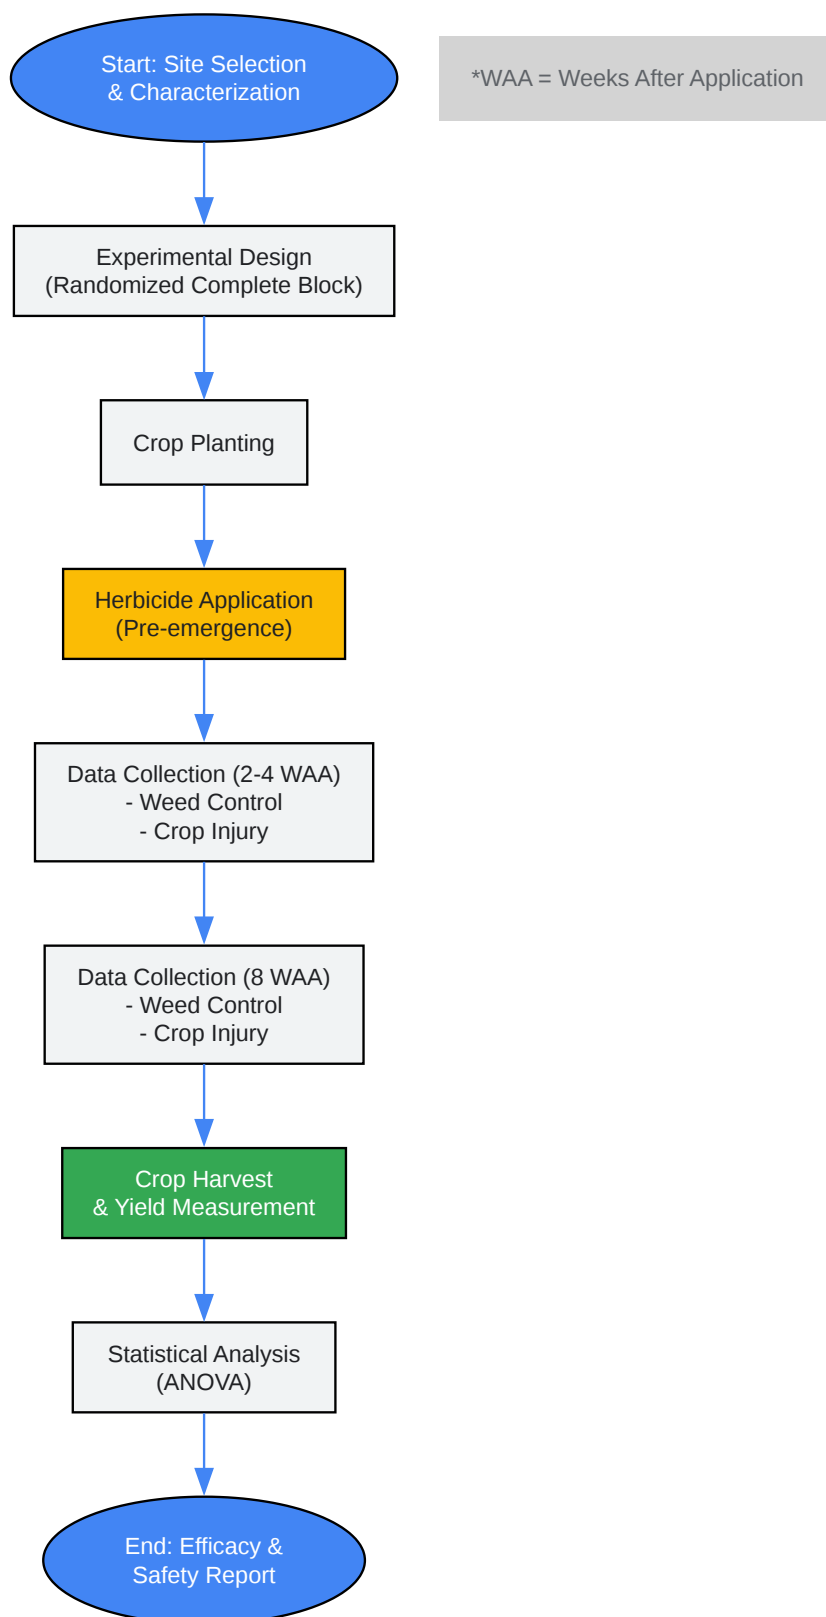 Start: Site Selection
& Characterization
*WAA = Weeks After Application
Experimental Design
(Randomized Complete Block)
Crop Planting
Herbicide Application
(Pre-emergence)
Data Collection (2-4 WAA)
- Weed Control
- Crop Injury
Data Collection (8 WAA)
- Weed Control
- Crop Injury
Crop Harvest
& Yield Measurement
Statistical Analysis
(ANOVA)
End: Efficacy &
Safety Report